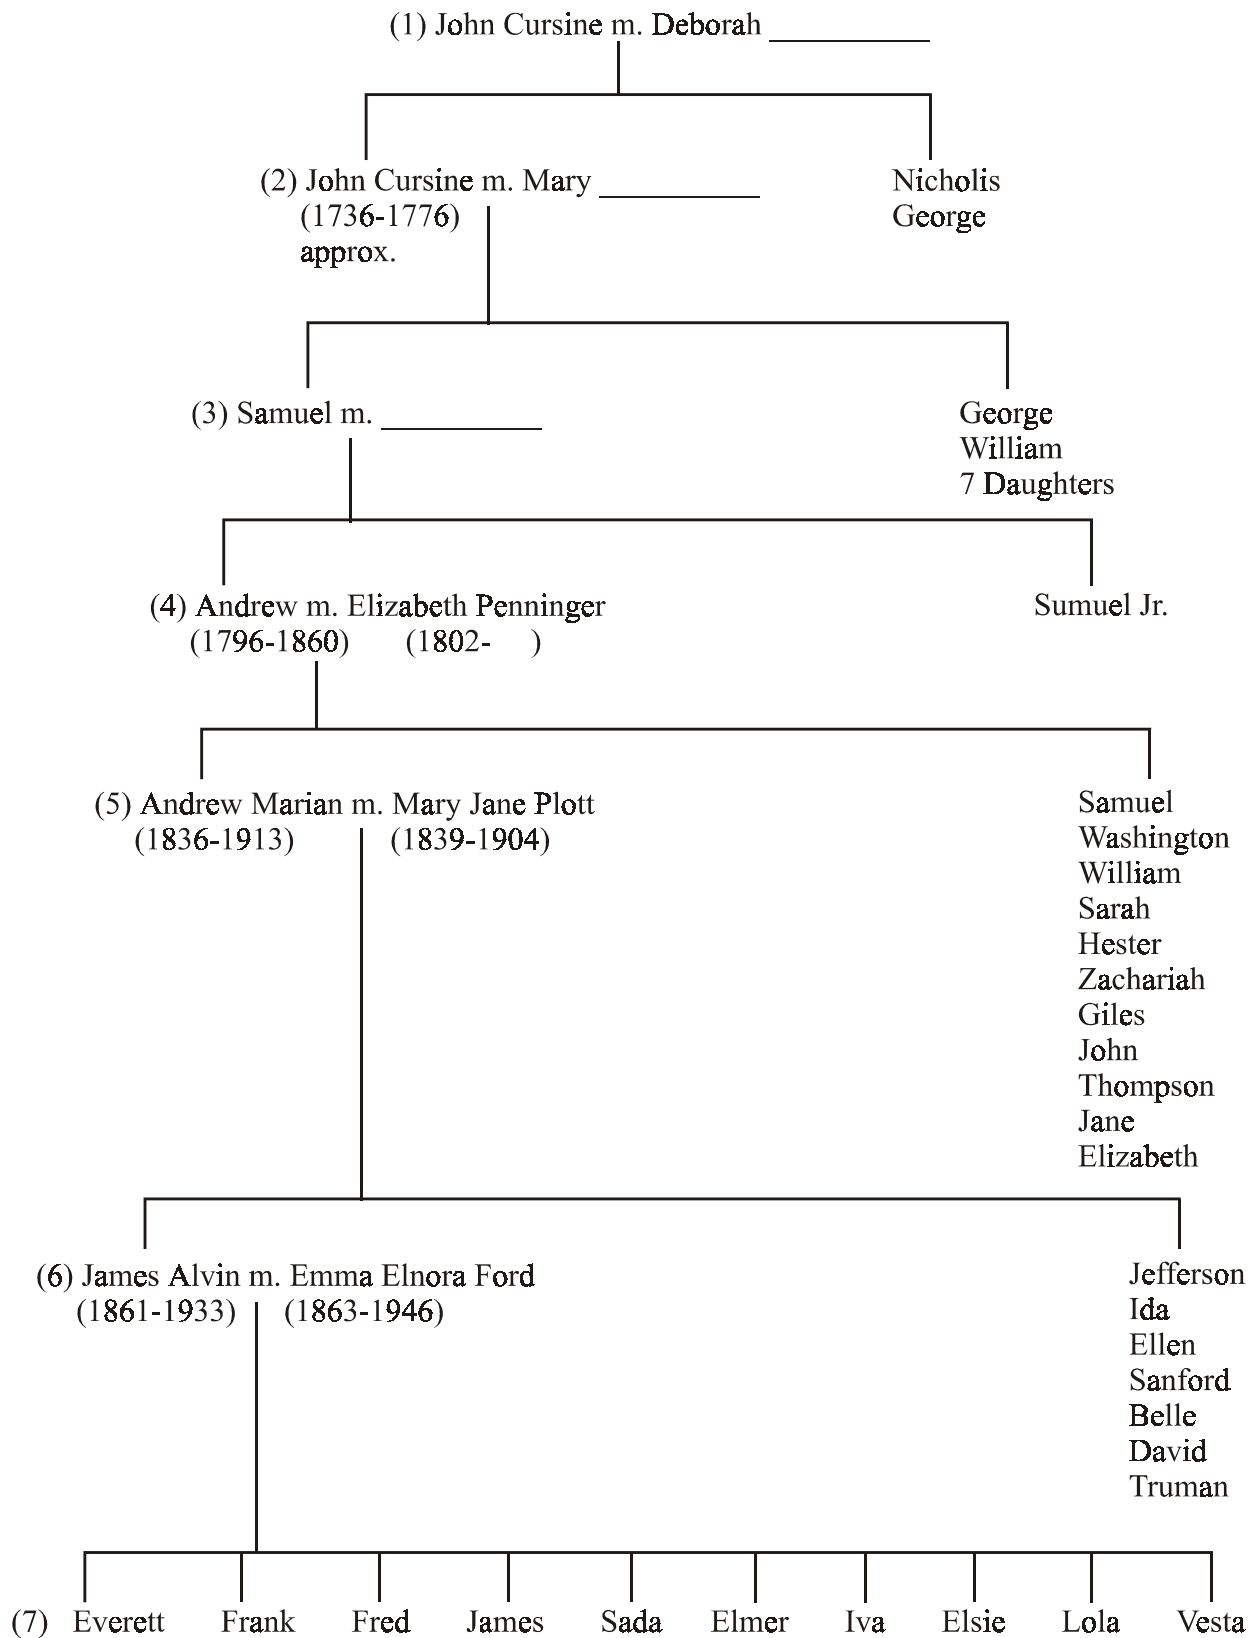 (1) John Cursine m. Deborah __________
(2) John Cursine m. Mary __________
(1736-1776)
approx.
Nicholis
George
(3) Samuel m. __________
George
William
7 Daughters
(4) Andrew m. Elizabeth Penninger
(1796-1860) (1802- )
Sumuel Jr.
(5) Andrew Marian m. Mary Jane Plott
(1836-1913) (1839-1904)
Samuel
Washington
William
Sarah
Hester
Zachariah
Giles
John
Thompson
Jane
Elizabeth
(6) James Alvin m. Emma Elnora Ford
(1861-1933) (1863-1946)
Jefferson
Ida
Ellen
Sanford
Belle
David
Truman
(7) Everett Frank Fred James Sada Elmer Iva Elsie Lola Vesta